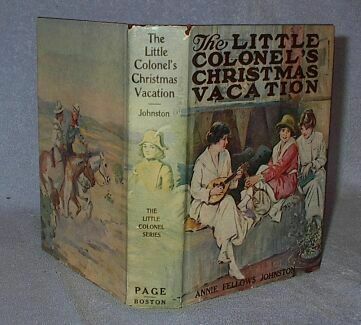 The Little
Colonel's
Christmas
Vacation
Johnston
THE
LITTLE
COLONEL
SERIES
PAGE
BOSTON
The LITTLE
COLONEL'S
CHRISTMAS
VACATION
ANNIE FELLOWS JOHNSTON